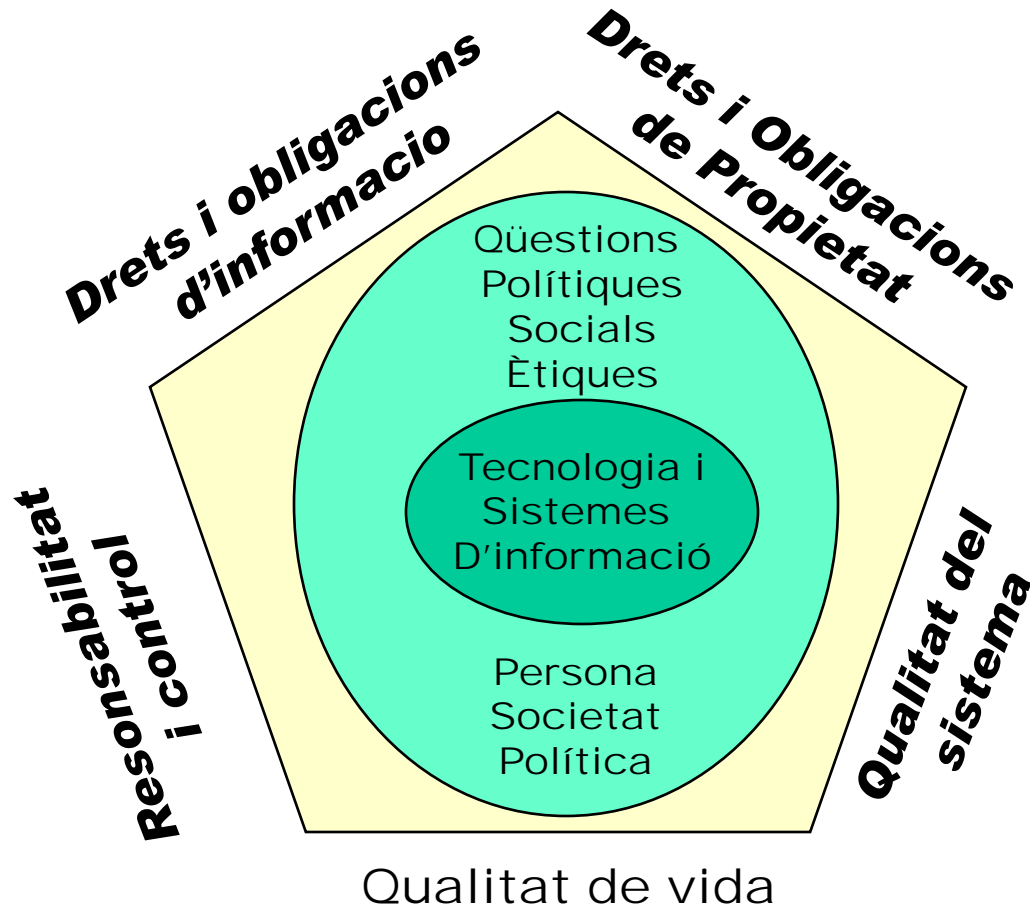 Drets i obligacions
d'informacio
Drets i Obligacions
de Propietat
Qüestions
Polítiques
Socials
Ètiques
Tecnologia i
Sistemes
D'informació
Persona
Societat
Política
Resonsabilitat
i control
Qualitat del
sistema
Qualitat de vida